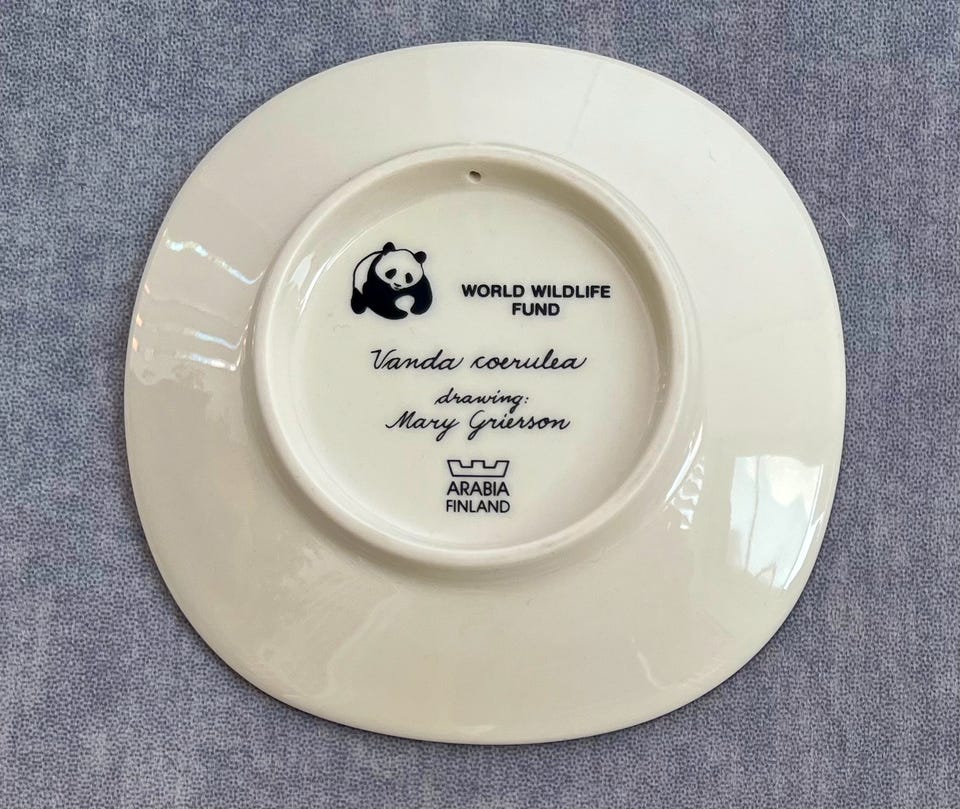 WORLD WILDLIFE
FUND
Vanda coerulea
drawing:
Mary Grierson
ARABIA
FINLAND